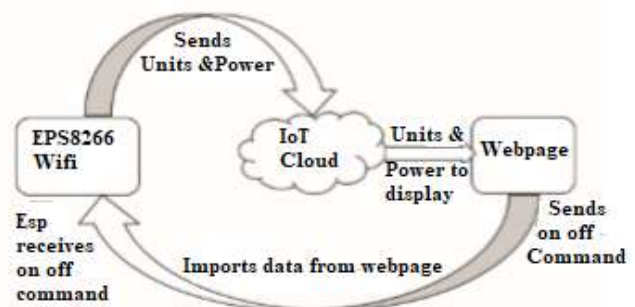 Sends
Units &Power
EPS8266
Wifi
IoT
Cloud
Units &
Power to
display
Webpage
Esp
receives
on off
command
Imports data from webpage
Sends
on off
Command